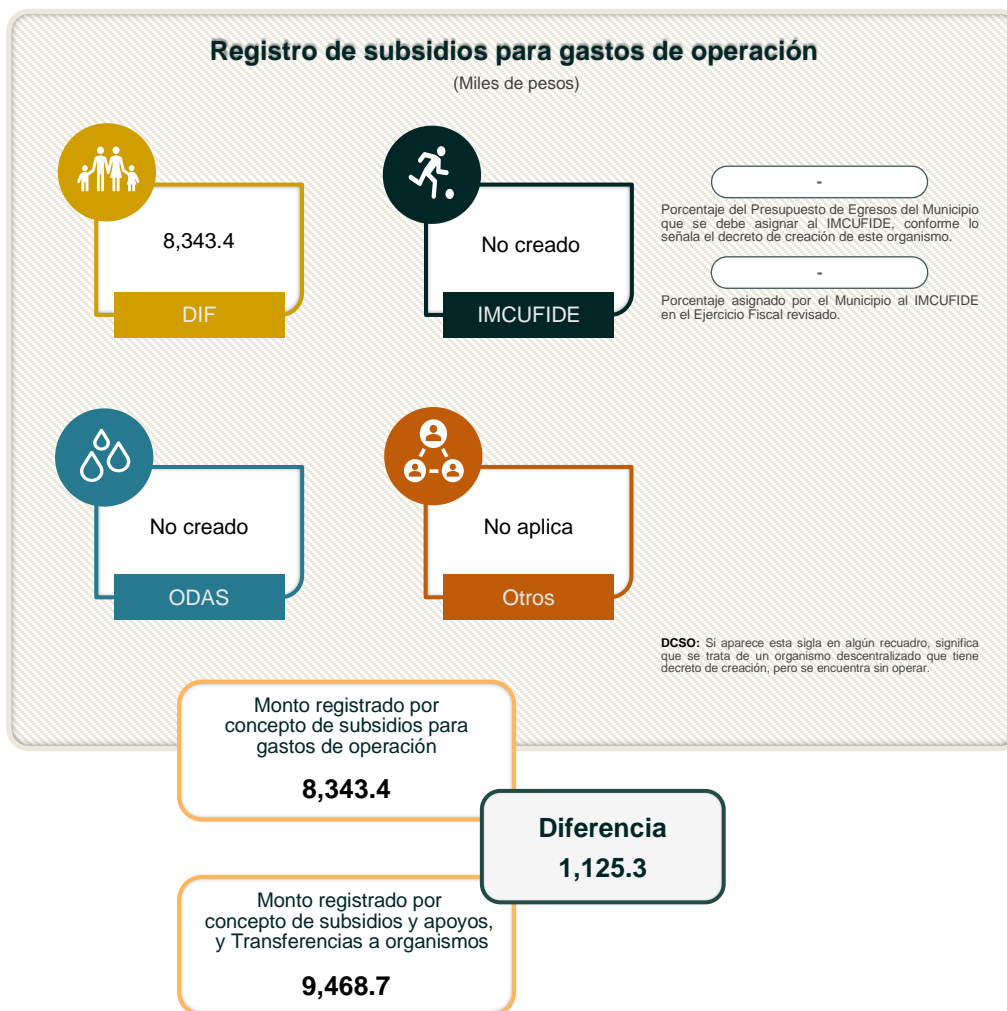 Registro de subsidios para gastos de operación
(Miles de pesos)
8,343.4
DIF
No creado
IMCUFIDE
-
Porcentaje del Presupuesto de Egresos del Municipio
que se debe asignar al IMCUFIDE, conforme lo
señala el decreto de creación de este organismo.
-
Porcentaje asignado por el Municipio al IMCUFIDE
en el Ejercicio Fiscal revisado.
No creado
ODAS
No aplica
Otros
DCSO: Si aparece esta sigla en algún recuadro, significa
que se trata de un organismo descentralizado que tiene
decreto de creación, pero se encuentra sin operar.
Monto registrado por
concepto de subsidios para
gastos de operación
8,343.4
Diferencia
1,125.3
Monto registrado por
concepto de subsidios y apoyos,
y Transferencias a organismos
9,468.7